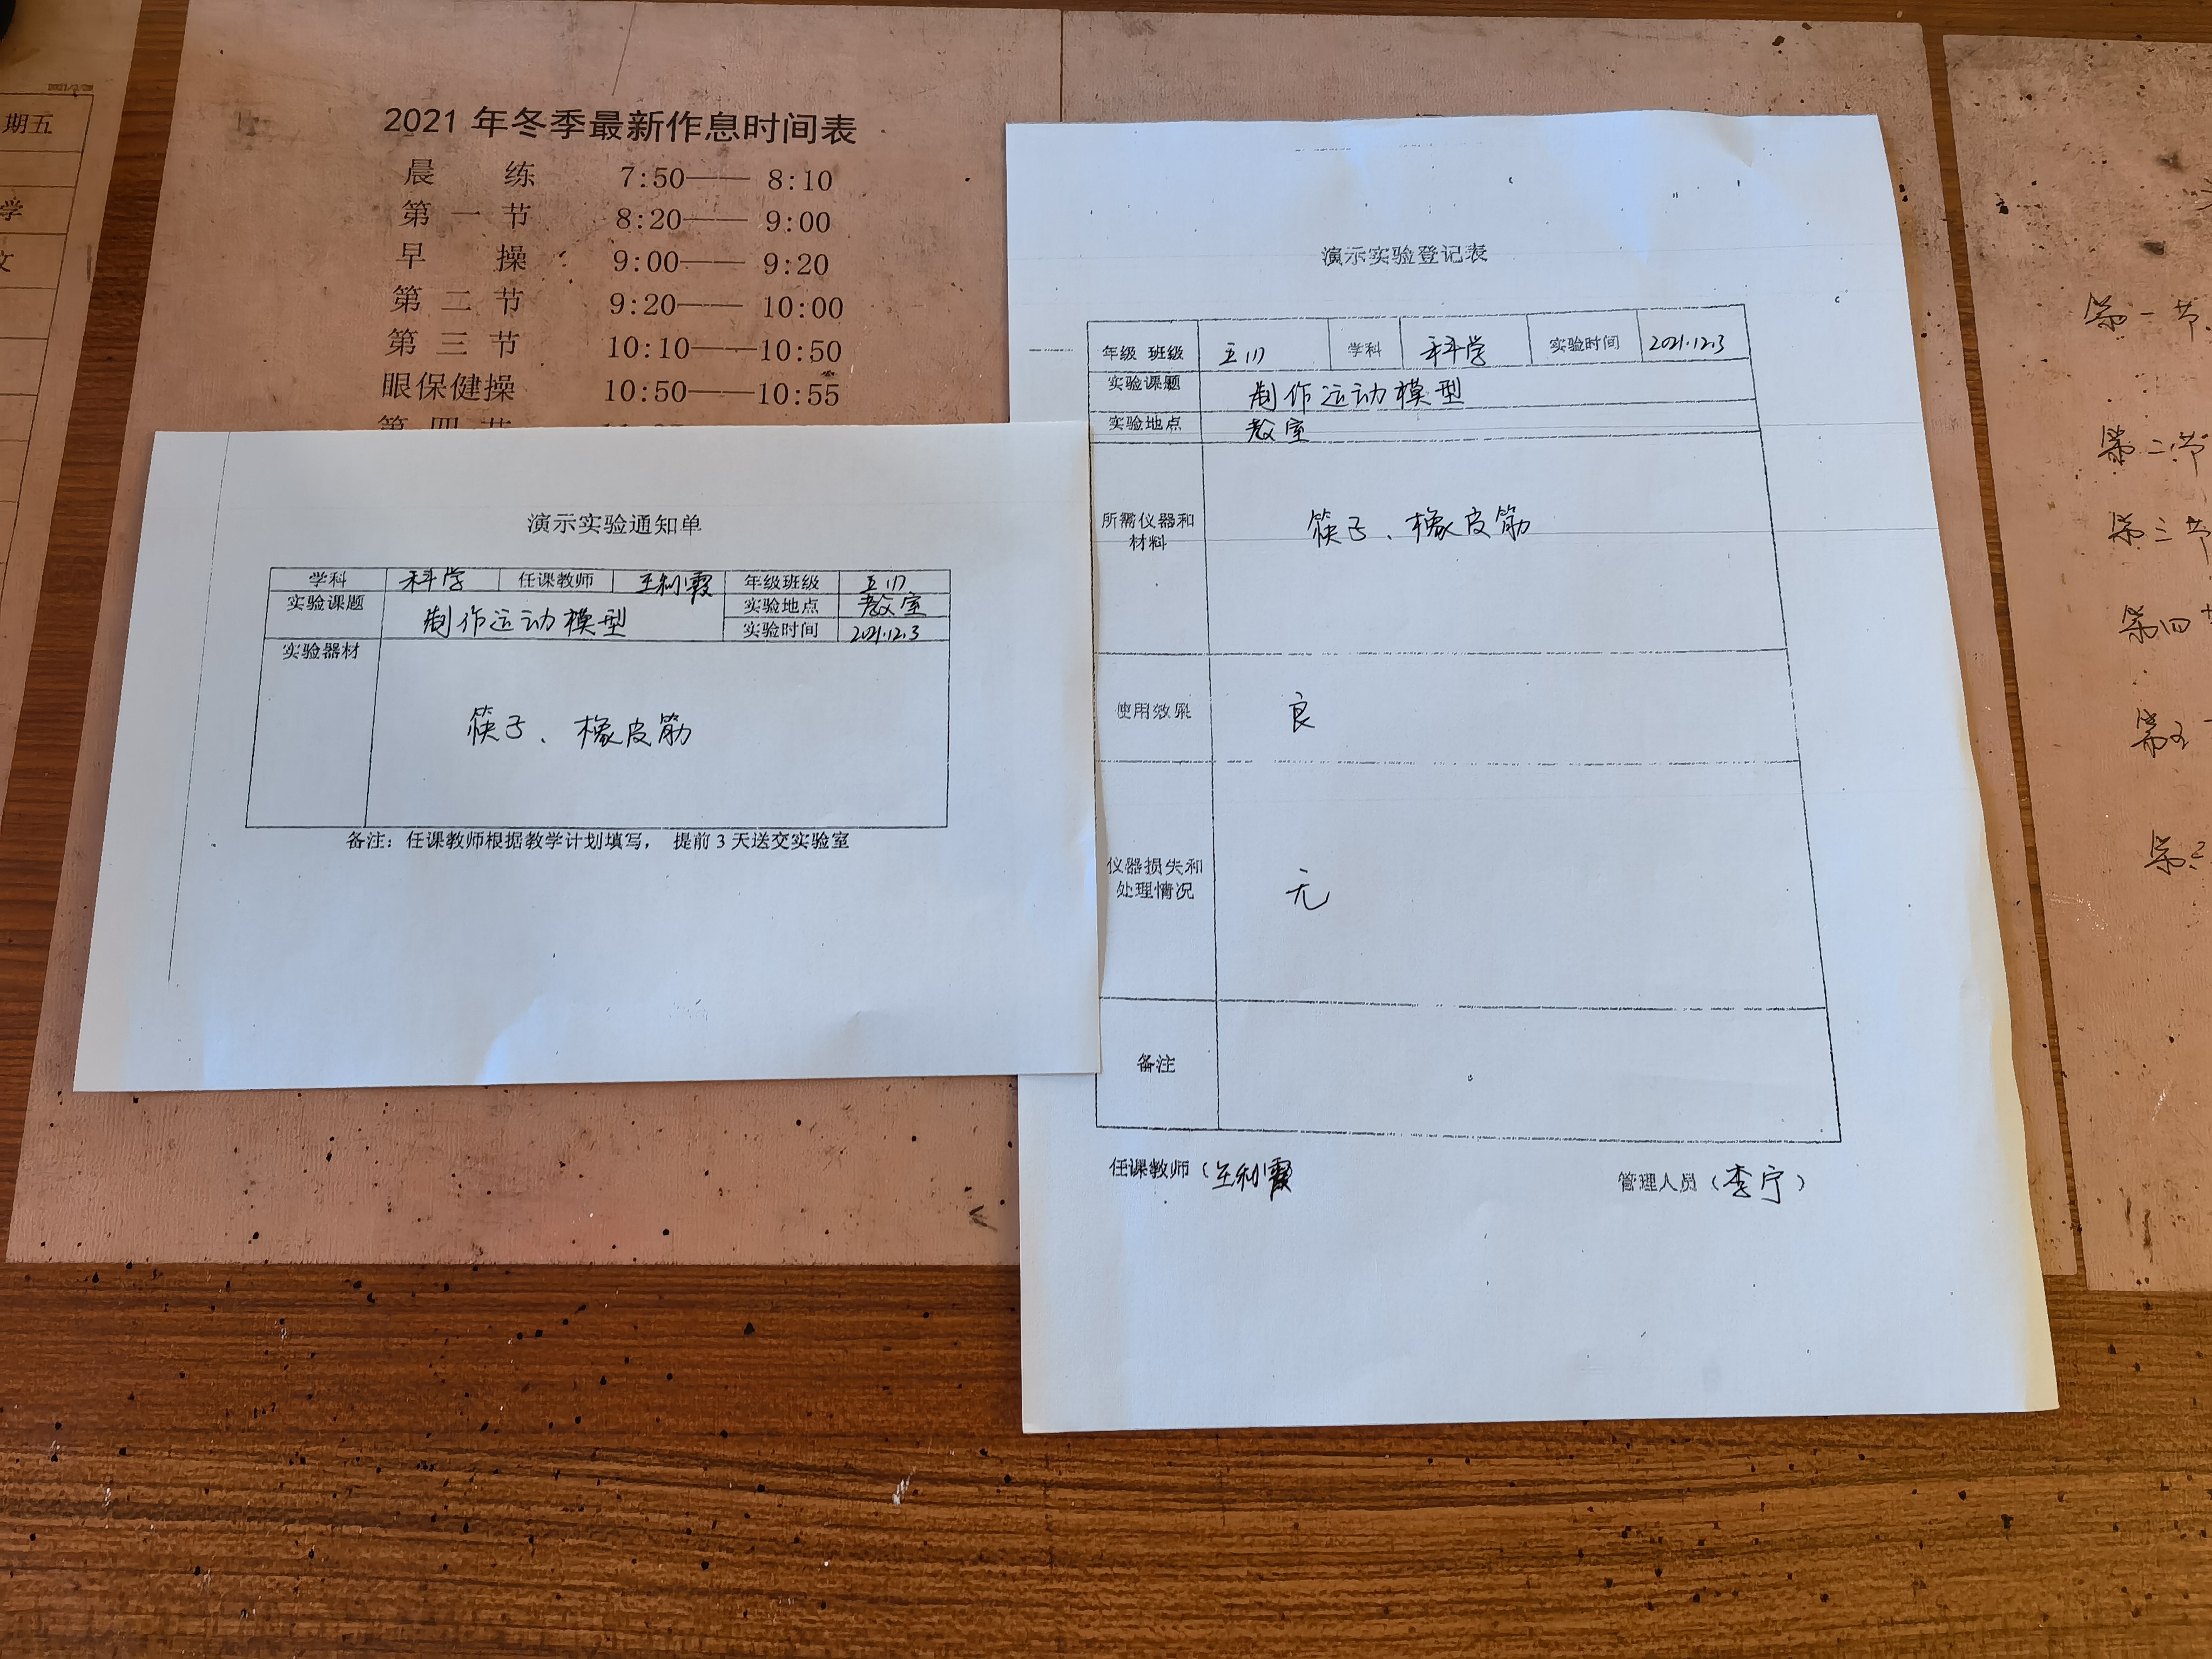 期五
学
文
2021 年冬季最新作息时间表
晨 练 7:50—— 8:10
第 一 节 8:20—— 9:00
早 操 9:00—— 9:20
第 二 节 9:20—— 10:00
第 三 节 10:10——10:50
眼保健操 10:50——10:55
第 四 节
演示实验通知单
学科 科学 任课教师 王利霞 年级班级 五(1)
实验课题 制作运动模型 实验地点 教室
实验时间 2021.12.3
实验器材
筷子、橡皮筋
备注：任课教师根据教学计划填写， 提前 3 天送交实验室
演示实验登记表
年级 班级 五(1) 学科 科学 实验时间 2021.12.3
实验课题 制作运动模型
实验地点 教室
所需仪器和
材料
筷子、橡皮筋
使用效果 良
仪器损失和
处理情况
无
备注
任课教师（王利霞
管理人员（李宁）
第一节
第二节
第三节
第四
第五